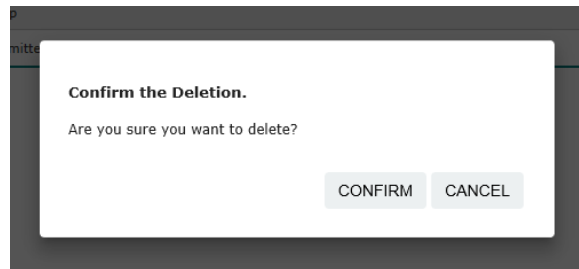 Confirm the Deletion.
Are you sure you want to delete?
CONFIRM CANCEL